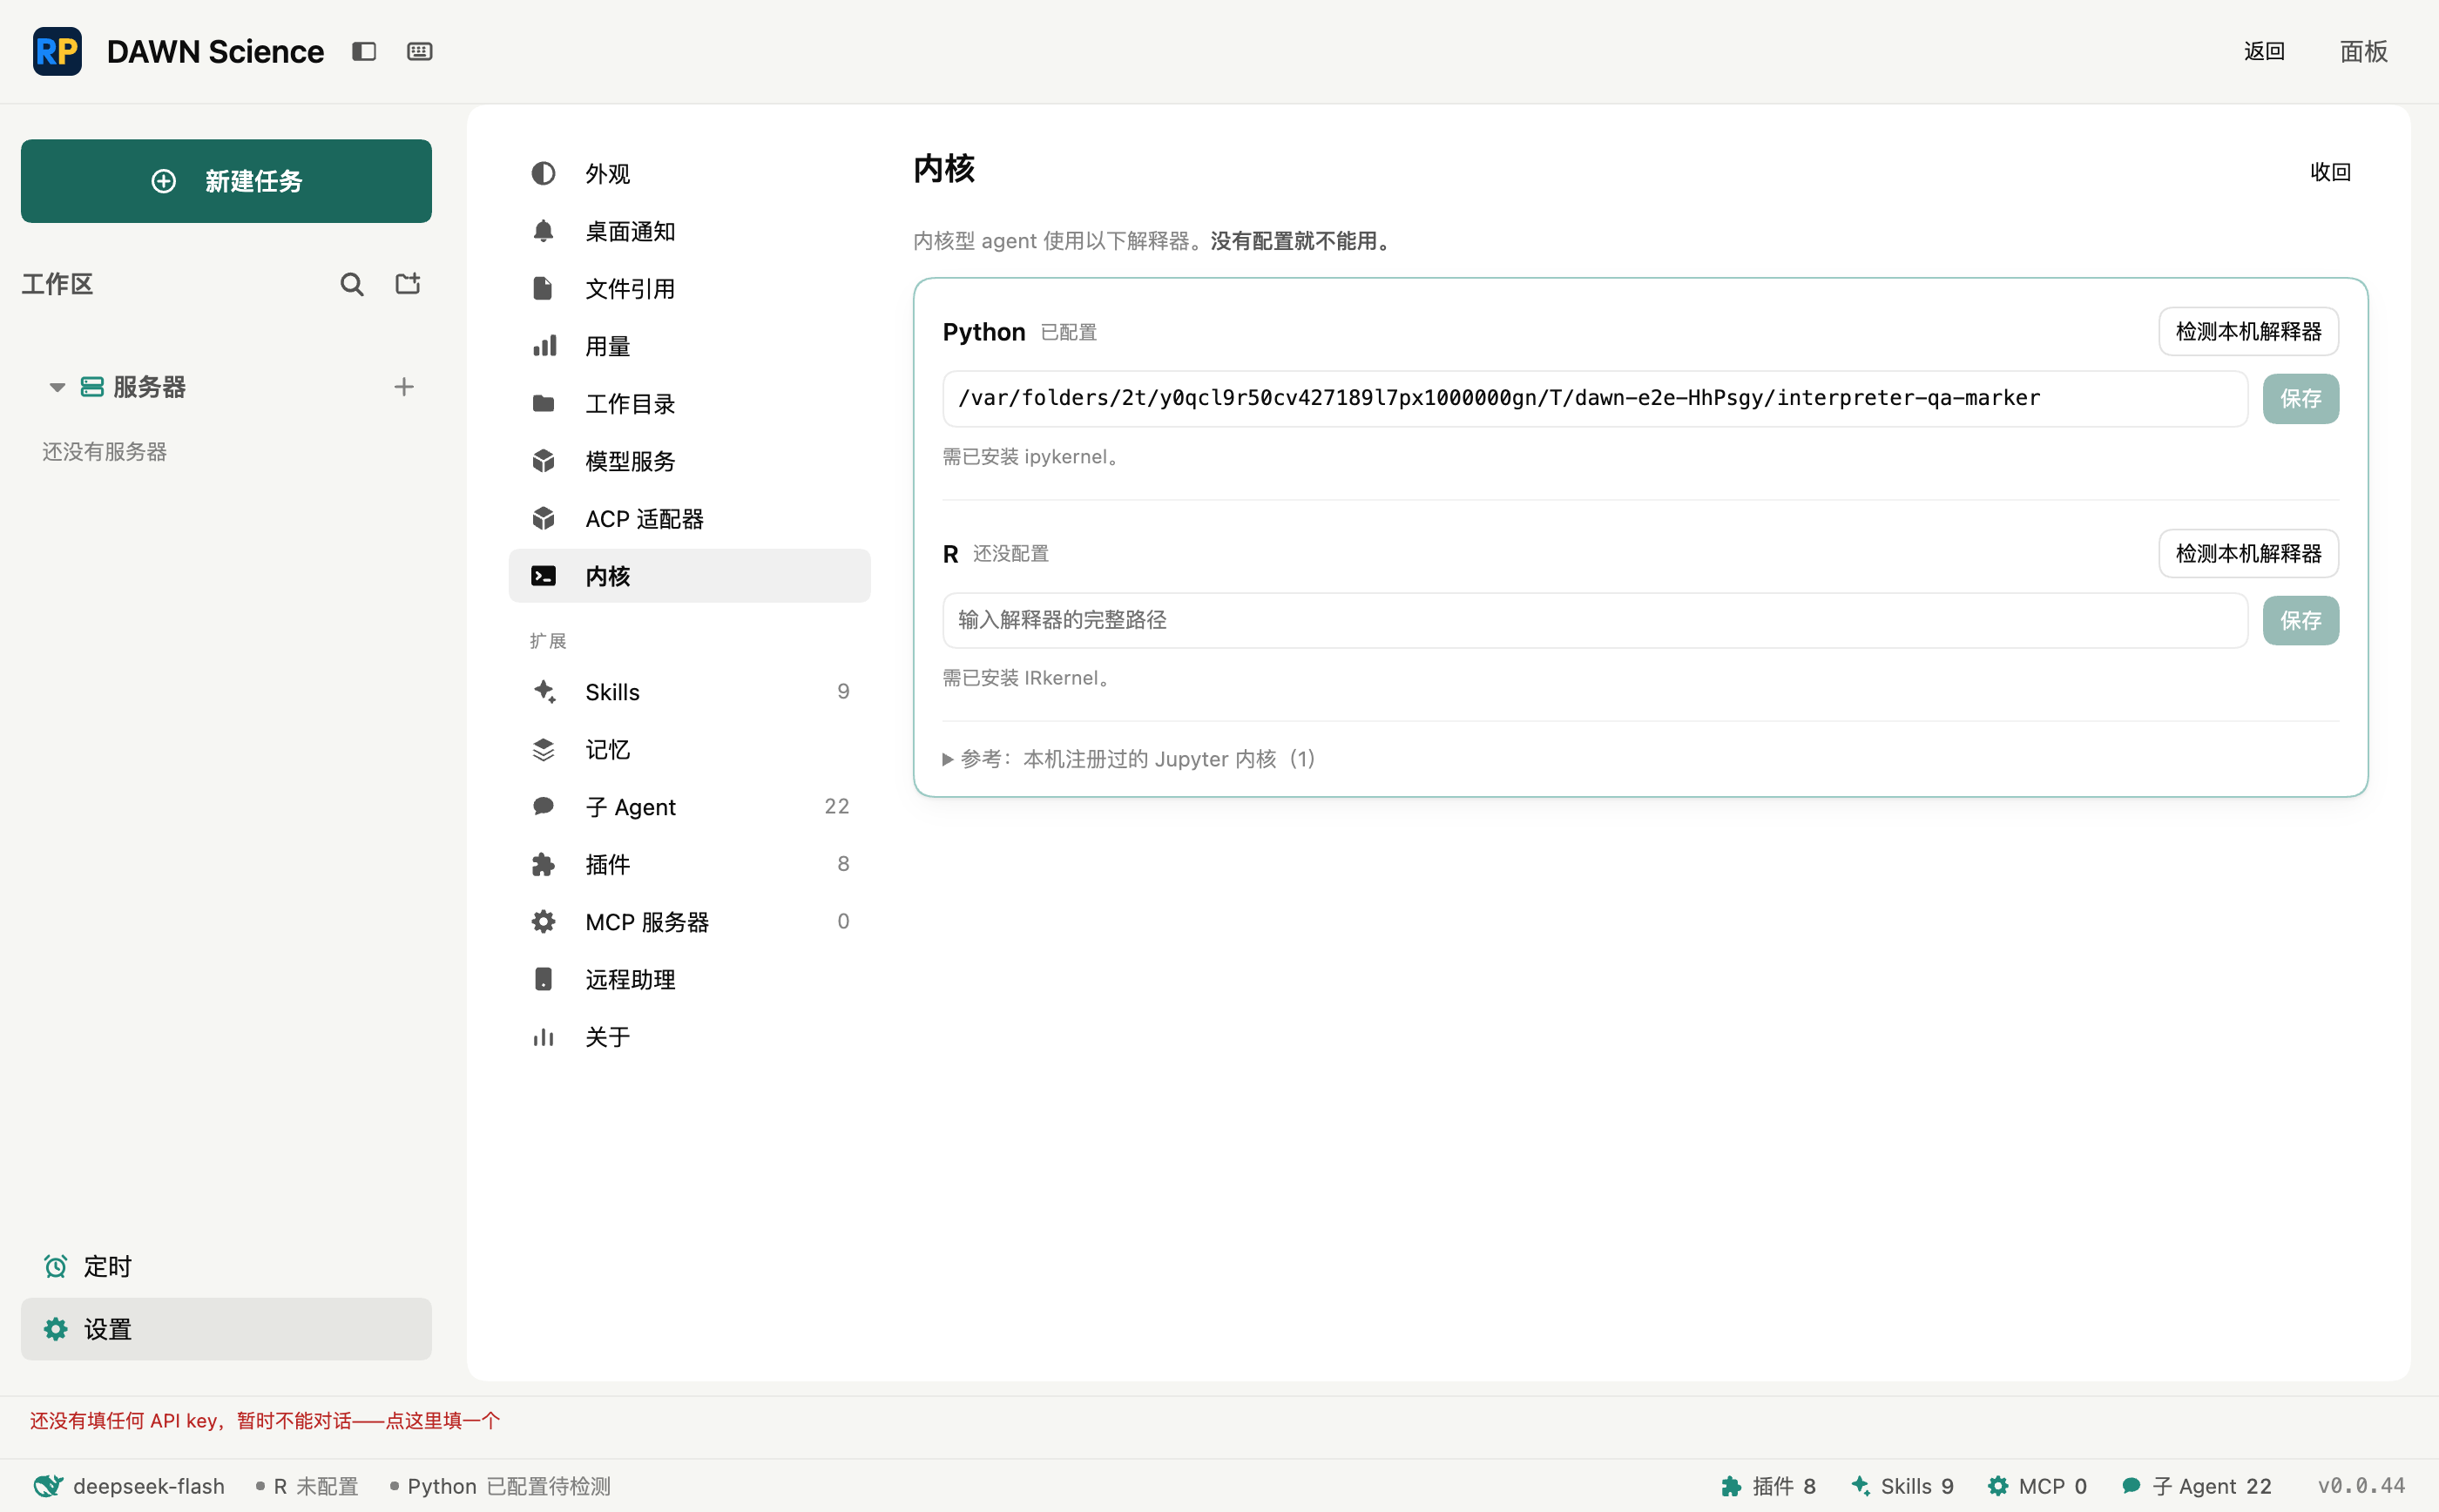 RP DAWN Science
返回 面板
新建任务
工作区
服务器
还没有服务器
定时
设置
外观
桌面通知
文件引用
用量
工作目录
模型服务
ACP 适配器
内核
扩展
Skills 9
记忆
子 Agent 22
插件 8
MCP 服务器 0
远程助理
关于
内核 收回
内核型 agent 使用以下解释器。没有配置就不能用。
Python 已配置 检测本机解释器
/var/folders/2t/y0qcl9r50cv427189l7px1000000gn/T/dawn-e2e-HhPsgy/interpreter-qa-marker 保存
需已安装 ipykernel。
R 还没配置 检测本机解释器
输入解释器的完整路径 保存
需已安装 IRkernel。
参考：本机注册过的 Jupyter 内核（1）
还没有填任何 API key，暂时不能对话——点这里填一个
deepseek-flash R 未配置 Python 已配置待检测 插件 8 Skills 9 MCP 0 子 Agent 22 v0.0.44